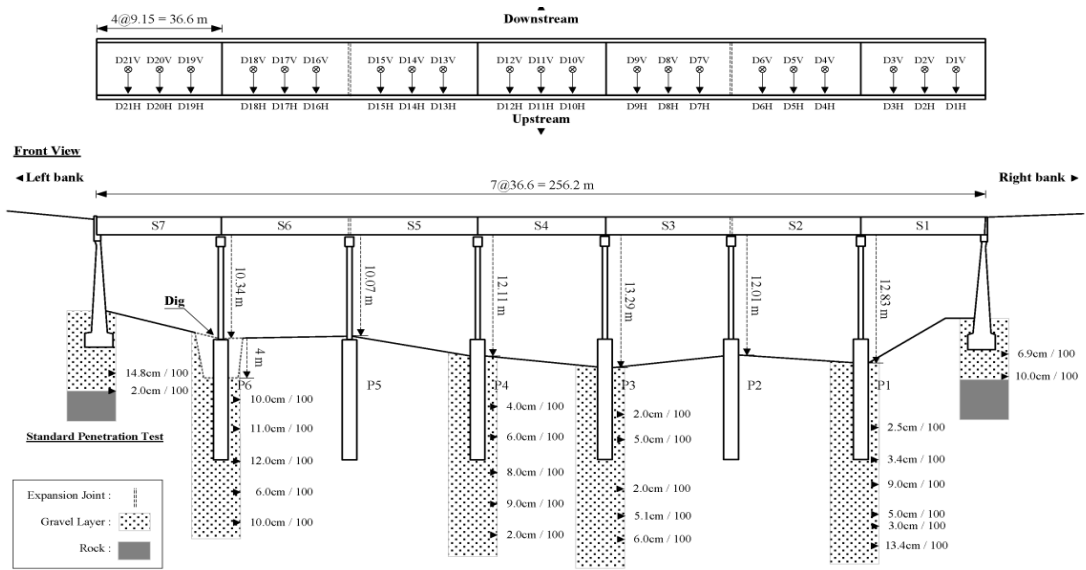 4@9.15 = 36.6 m
Downstream
D21V D20V D19V D18V D17V D16V D15V D14V D13V D12V D11V D10V D9V D8V D7V D6V D5V D4V D3V D2V D1V
D21H D20H D19H D18H D17H D16H D15H D14H D13H D12H D11H D10H D9H D8H D7H D6H D5H D4H D3H D2H D1H
Upstream
Front View
Left bank
Right bank
7@36.6 = 256.2 m
S7 S6 S5 S4 S3 S2 S1
10.34 m
10.07 m
12.11 m
13.29 m
12.01 m
12.83 m
Dig
4 m
P6 P5 P4 P3 P2 P1
14.8cm / 100
2.0cm / 100
Standard Penetration Test
10.0cm / 100
11.0cm / 100
12.0cm / 100
6.0cm / 100
10.0cm / 100
4.0cm / 100
6.0cm / 100
8.0cm / 100
9.0cm / 100
2.0cm / 100
2.0cm / 100
5.0cm / 100
2.0cm / 100
5.1cm / 100
6.0cm / 100
2.5cm / 100
3.4cm / 100
9.0cm / 100
5.0cm / 100
3.0cm / 100
13.4cm / 100
6.9cm / 100
10.0cm / 100
Expansion Joint :
Gravel Layer :
Rock :